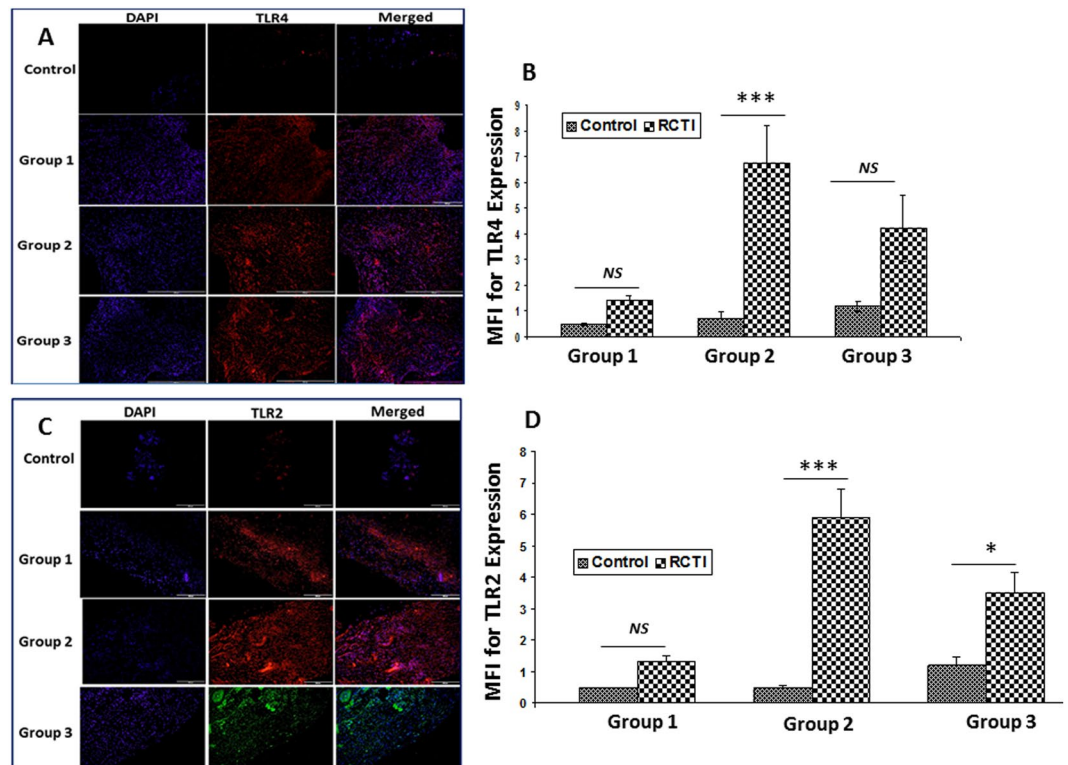 A
DAPI TLR4 Merged
Control
Group 1
Group 2
Group 3
B
MFI for TLR4 Expression
9
8
7
6
5
4
3
2
1
0
Control RCTI
NS
***
NS
Group 1 Group 2 Group 3
C
DAPI TLR2 Merged
Control
Group 1
Group 2
Group 3
D
MFI for TLR2 Expression
8
7
6
5
4
3
2
1
0
Control RCTI
NS
***
*
Group 1 Group 2 Group 3